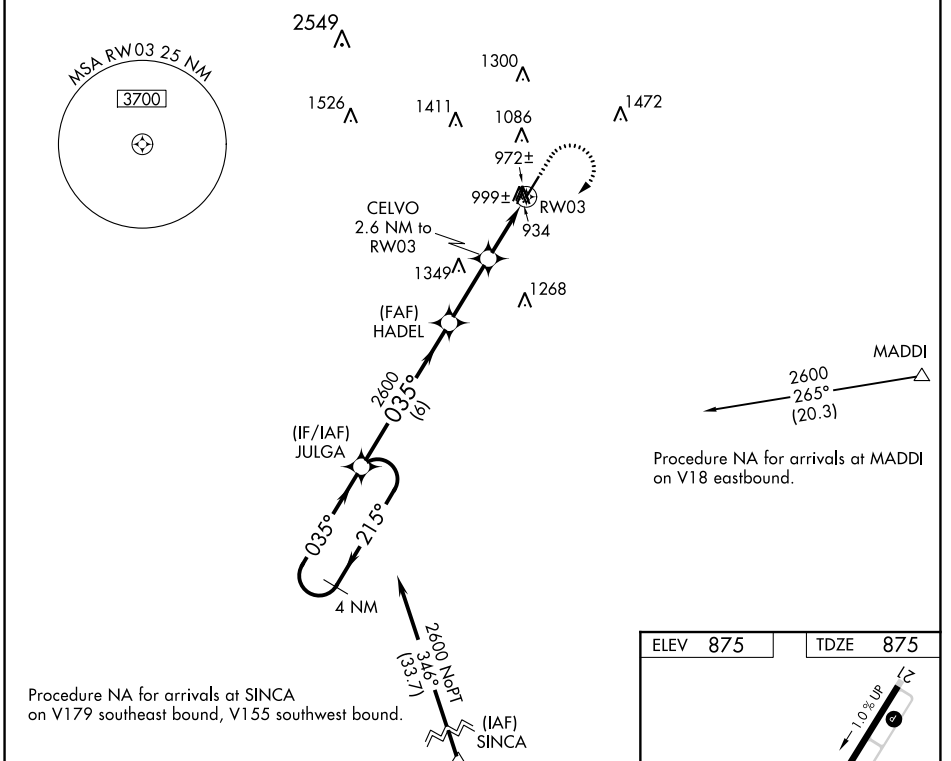 MSA RW03 25 NM
3700
2549
1300
1526
1411
1086
1472
972±
999±
RW03
934
CELVO
2.6 NM to
RW03
1349
1268
(FAF)
HADEL
MADDI
2600
265°
(20.3)
Procedure NA for arrivals at MADDI
on V18 eastbound.
2600
035°
(6)
(IF/IAF)
JULGA
035°
215°
4 NM
2600 NoPT
346°
(33.7)
(IAF)
SINCA
Procedure NA for arrivals at SINCA
on V179 southeast bound, V155 southwest bound.
ELEV 875
TDZE 875
21
1.0% UP
P